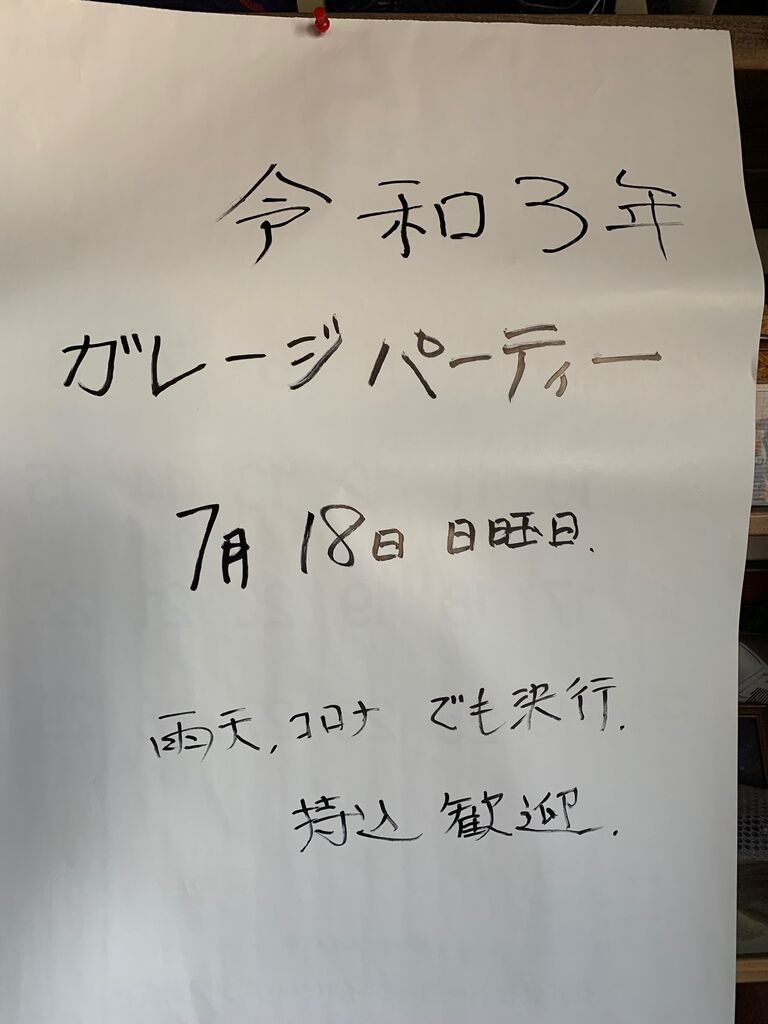 令和3年
ガレージパーティー
7月 18日 日曜日.
雨天,コロナ でも決行.
持込 歓迎.